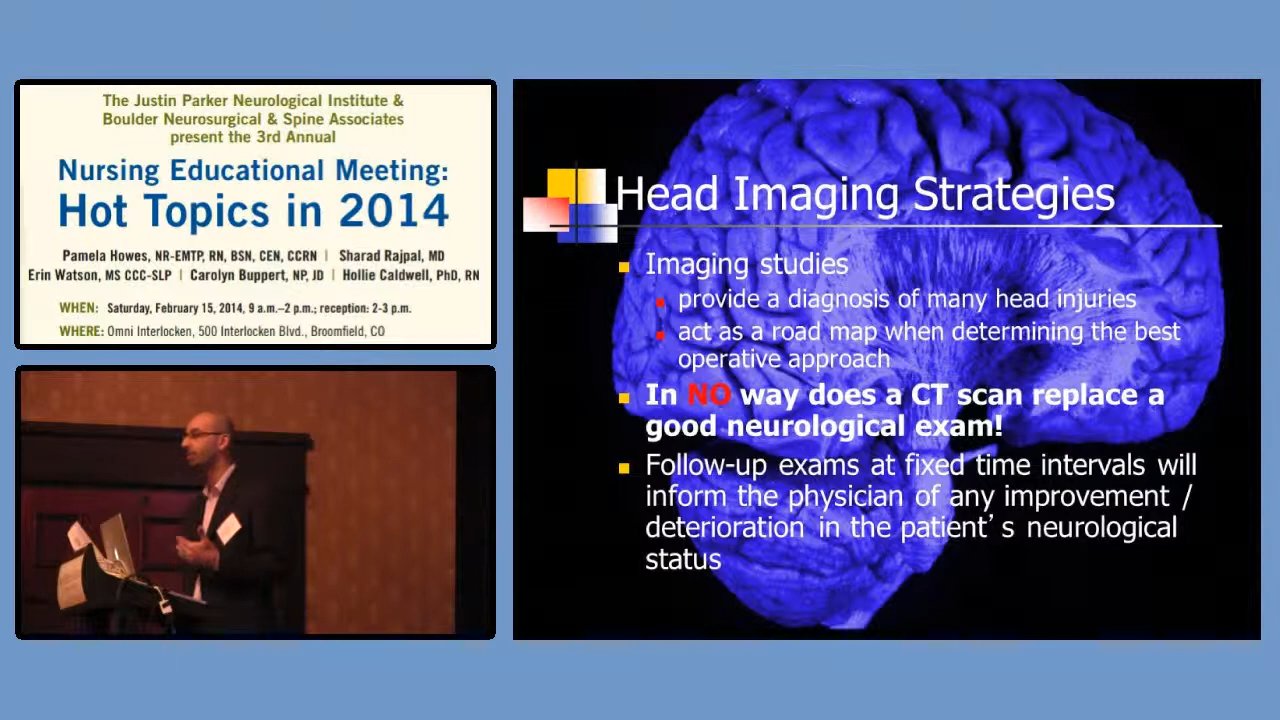 The Justin Parker Neurological Institute &
Boulder Neurosurgical & Spine Associates
present the 3rd Annual
Nursing Educational Meeting:
Hot Topics in 2014
Pamela Howes, NR-EMTP, RN, BSN, CEN, CCRN | Sharad Rajpal, MD
Erin Watson, MS CCC-SLP | Carolyn Buppert, NP, JD | Hollie Caldwell, PhD, RN
WHEN: Saturday, February 15, 2014, 9 a.m.–2 p.m.; reception: 2-3 p.m.
WHERE: Omni Interlocken, 500 Interlocken Blvd., Broomfield, CO
Head Imaging Strategies
Imaging studies
provide a diagnosis of many head injuries
act as a road map when determining the best
operative approach
In NO way does a CT scan replace a
good neurological exam!
Follow-up exams at fixed time intervals will
inform the physician of any improvement /
deterioration in the patient’s neurological
status